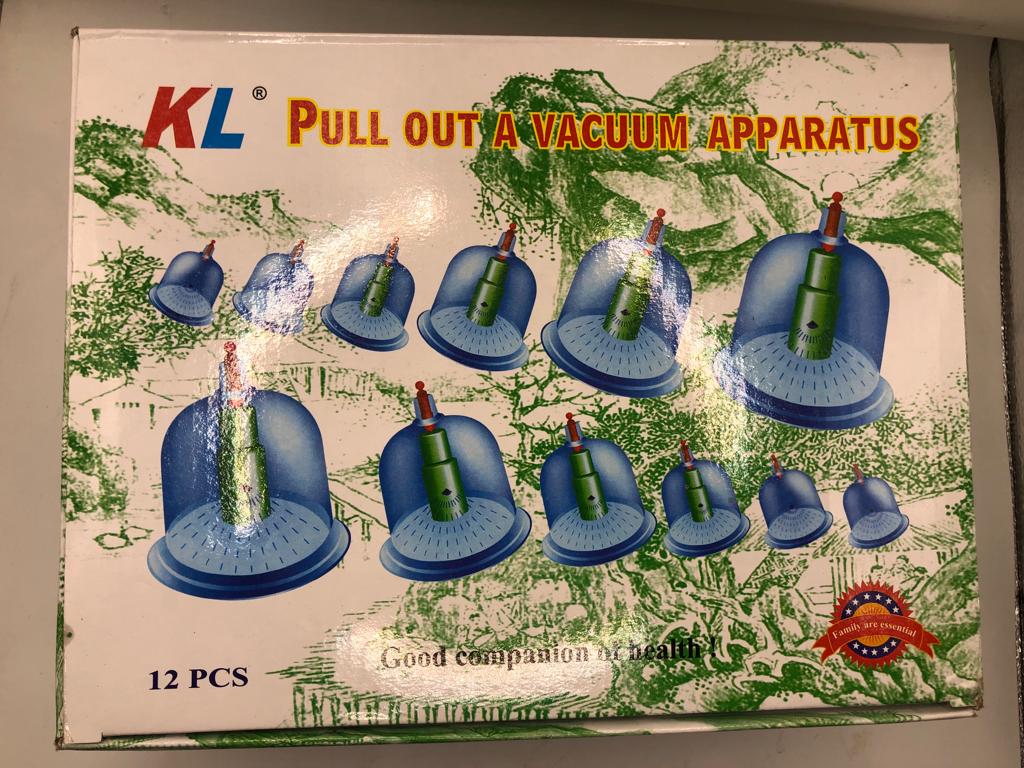 KL®
PULL OUT A VACUUM APPARATUS
Family are essential
Good companion of health !
12 PCS